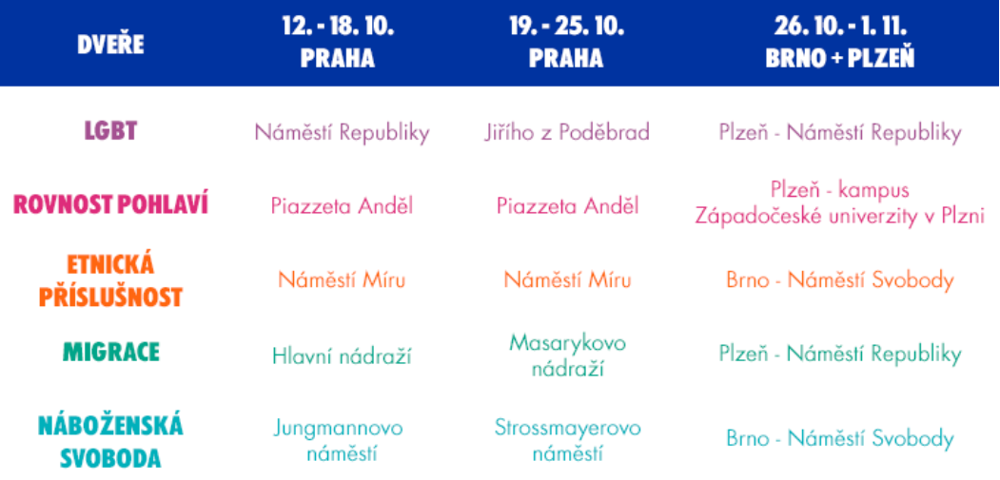 DVEŘE
12. - 18. 10.
PRAHA
19. - 25. 10.
PRAHA
26. 10. - 1. 11.
BRNO + PLZEŇ
LGBT
Náměstí Republiky
Jiřího z Poděbrad
Plzeň - Náměstí Republiky
ROVNOST POHLAVÍ
Piazzeta Anděl
Piazzeta Anděl
Plzeň - kampus
Západočeské univerzity v Plzni
ETNICKÁ
PŘÍSLUŠNOST
Náměstí Míru
Náměstí Míru
Brno - Náměstí Svobody
MIGRACE
Hlavní nádraží
Masarykovo
nádraží
Plzeň - Náměstí Republiky
NÁBOŽENSKÁ
SVOBODA
Jungmannovo
náměstí
Strossmayerovo
náměstí
Brno - Náměstí Svobody